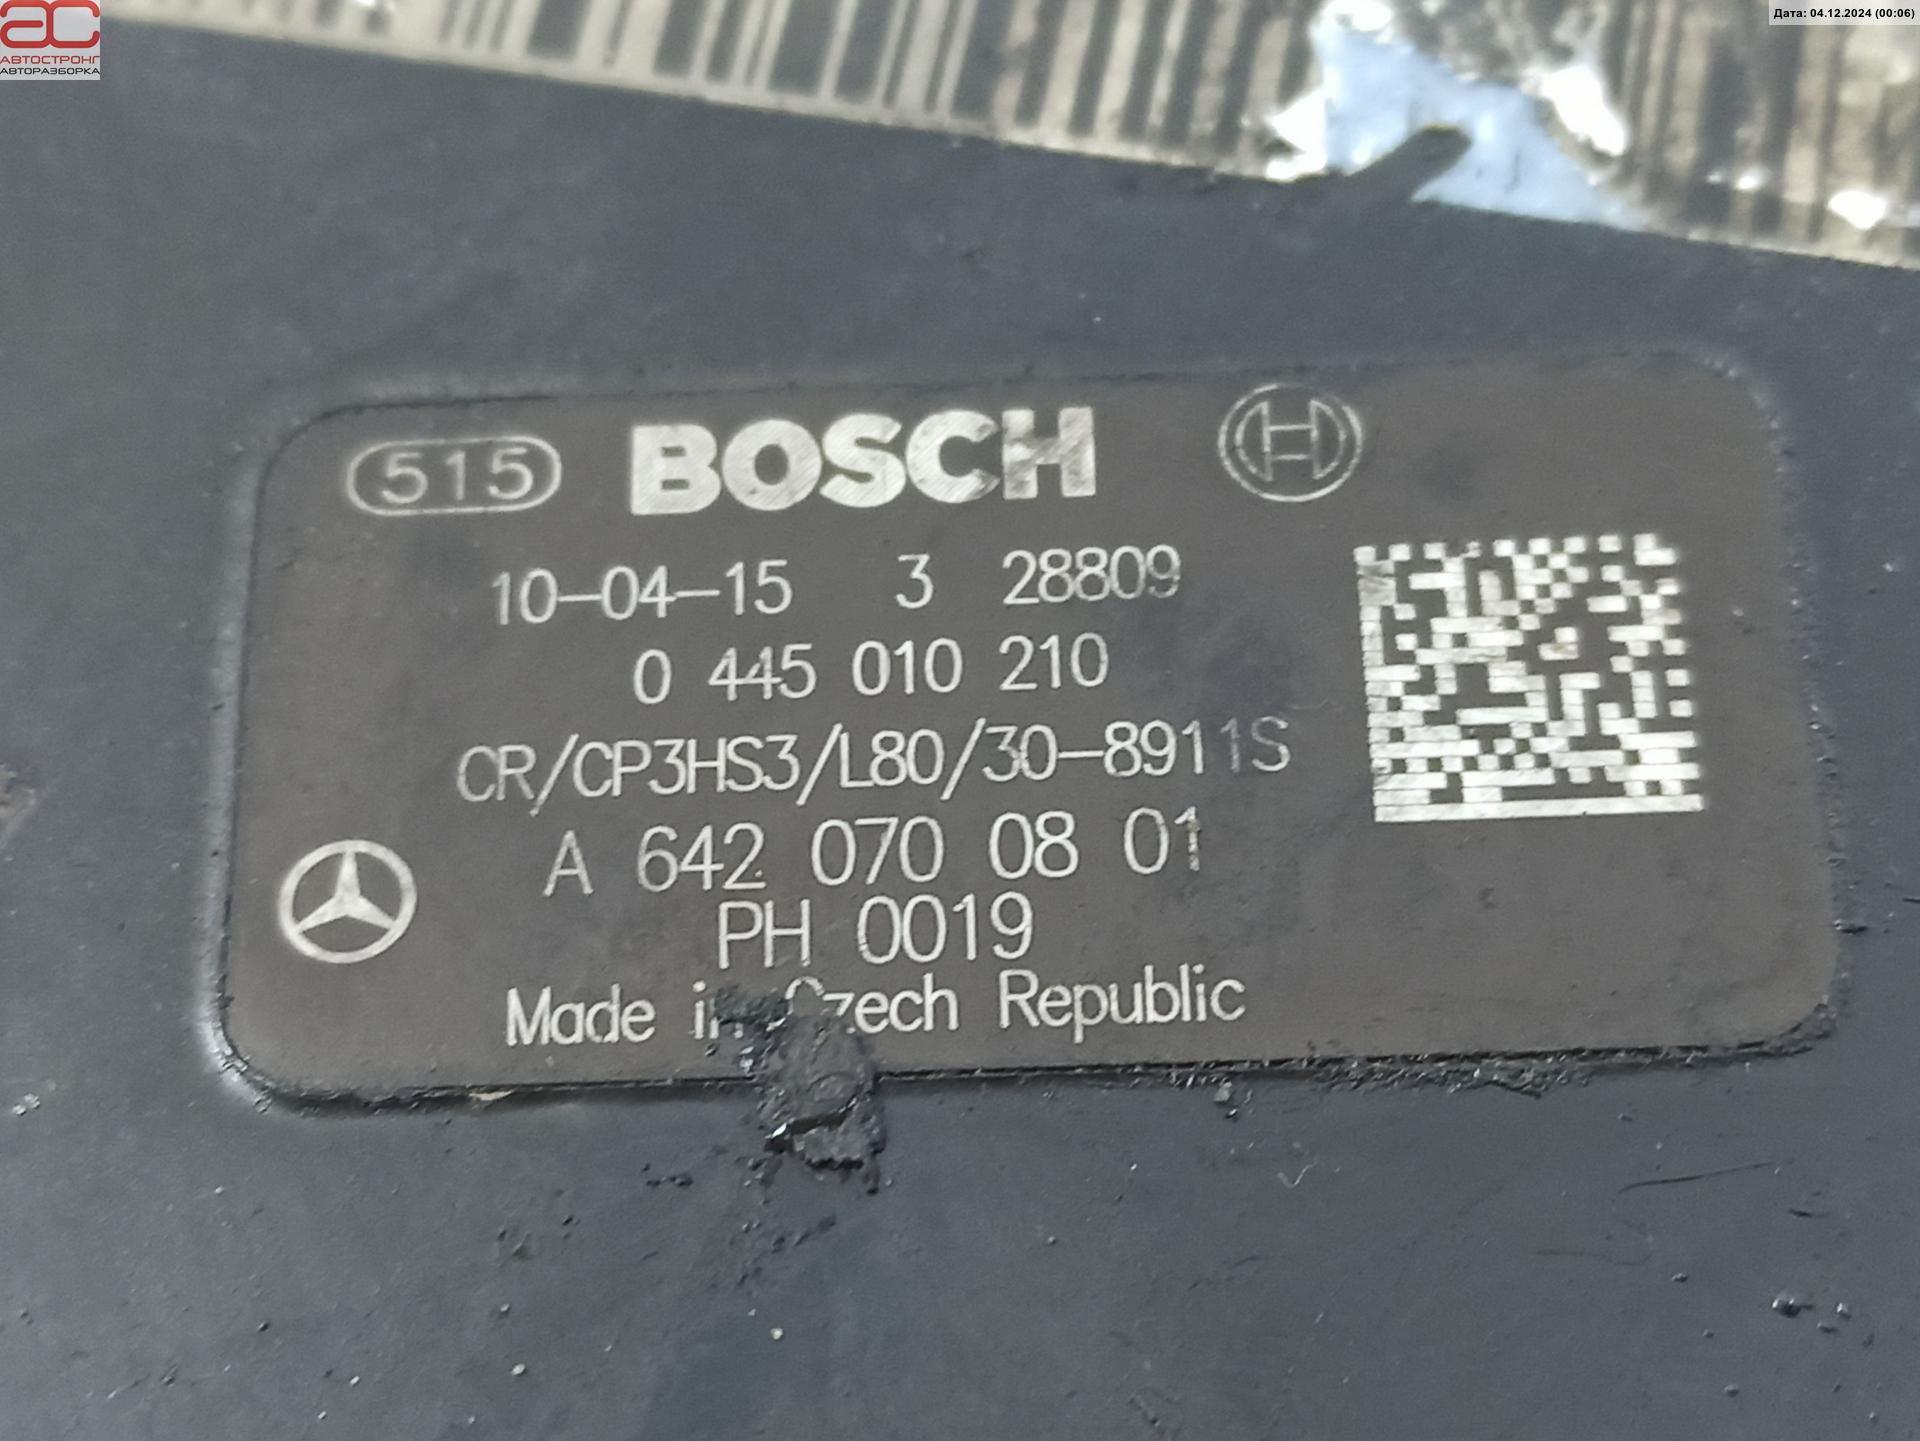 ac
АВТОСТРОНГ
АВТОРАЗБОРКА
Дата: 04.12.2024 (00:06)
515 BOSCH
10-04-15 3 28809
0 445 010 210
CR/CP3HS3/L80/30-8911S
A 642 070 08 01
PH 0019
Made in Czech Republic